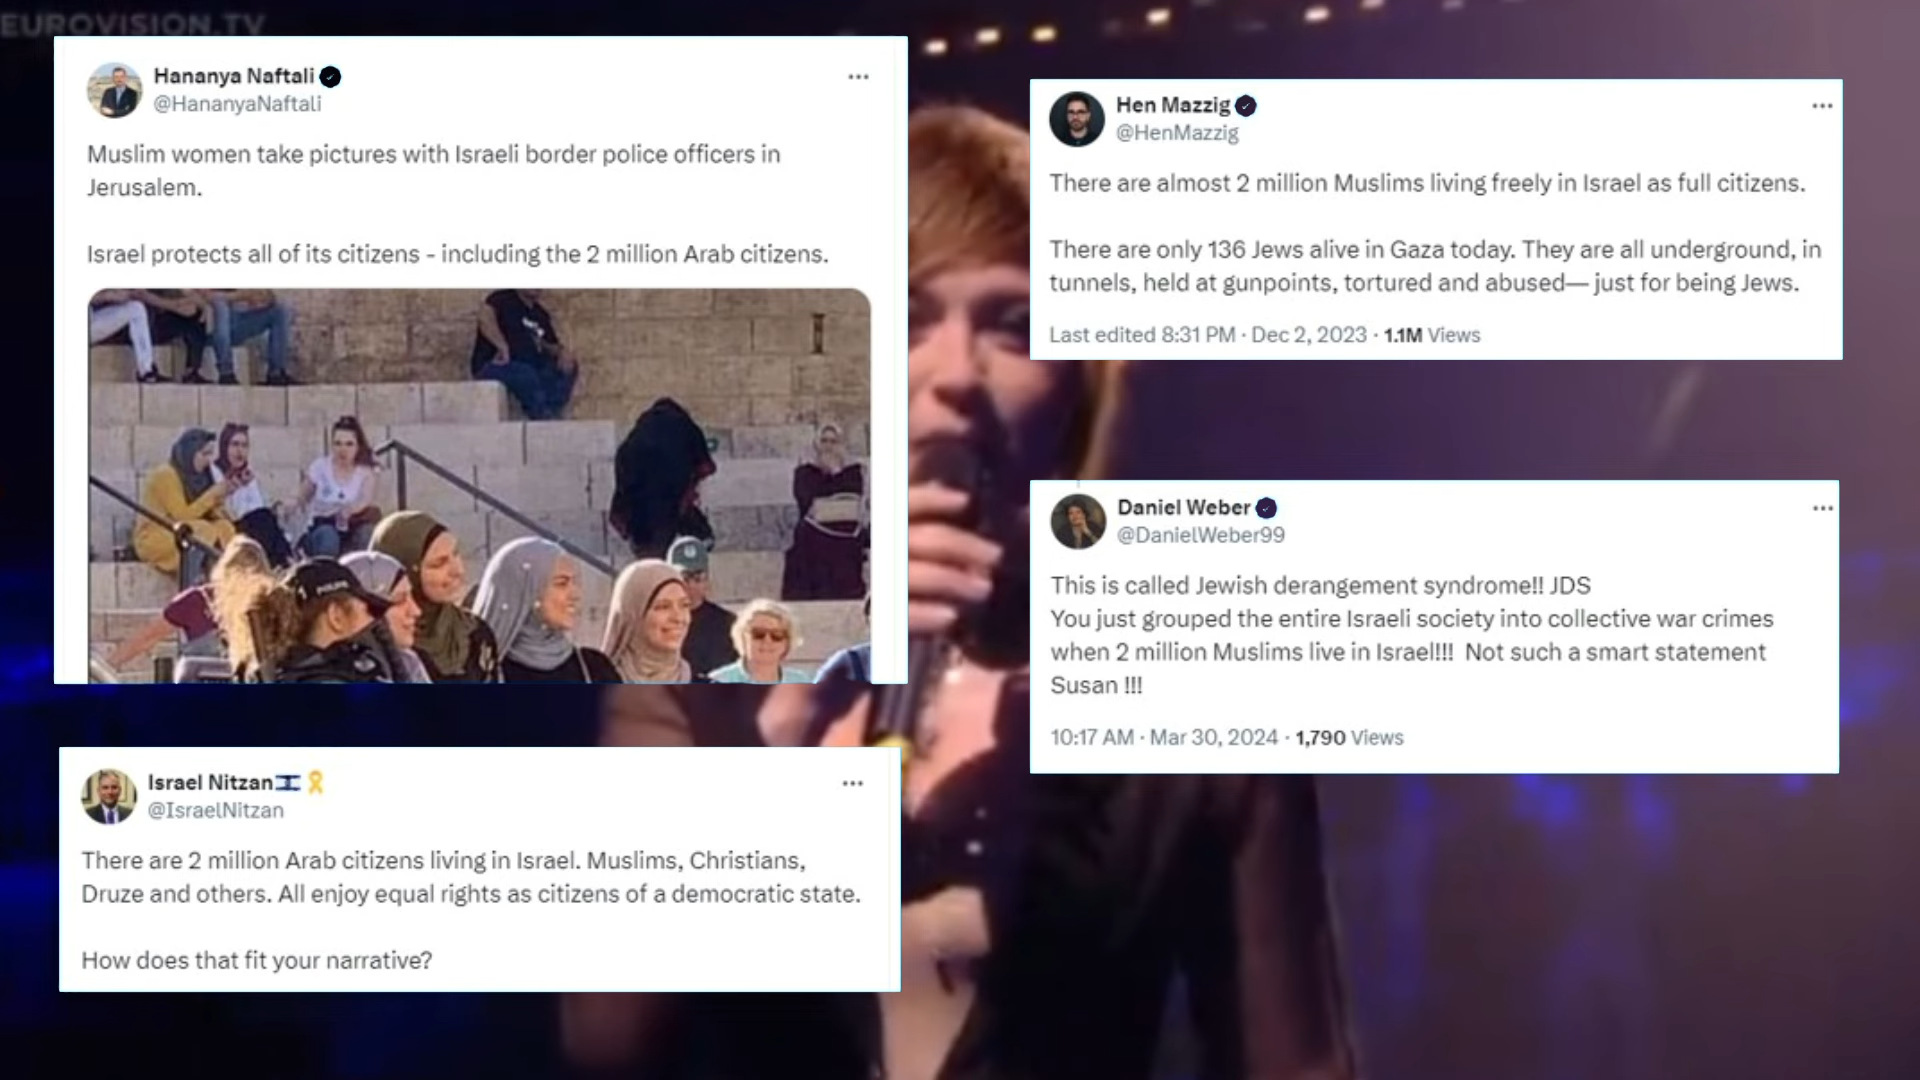 EUROVISION.TV
Hananya Naftali
@HananyaNaftali
Muslim women take pictures with Israeli border police officers in
Jerusalem.
Israel protects all of its citizens - including the 2 million Arab citizens.
Israel Nitzan
@IsraelNitzan
There are 2 million Arab citizens living in Israel. Muslims, Christians,
Druze and others. All enjoy equal rights as citizens of a democratic state.
How does that fit your narrative?
Hen Mazzig
@HenMazzig
There are almost 2 million Muslims living freely in Israel as full citizens.
There are only 136 Jews alive in Gaza today. They are all underground, in
tunnels, held at gunpoints, tortured and abused— just for being Jews.
Last edited 8:31 PM · Dec 2, 2023 · 1.1M Views
Daniel Weber
@DanielWeber99
This is called Jewish derangement syndrome!! JDS
You just grouped the entire Israeli society into collective war crimes
when 2 million Muslims live in Israel!!! Not such a smart statement
Susan !!!
10:17 AM · Mar 30, 2024 · 1,790 Views